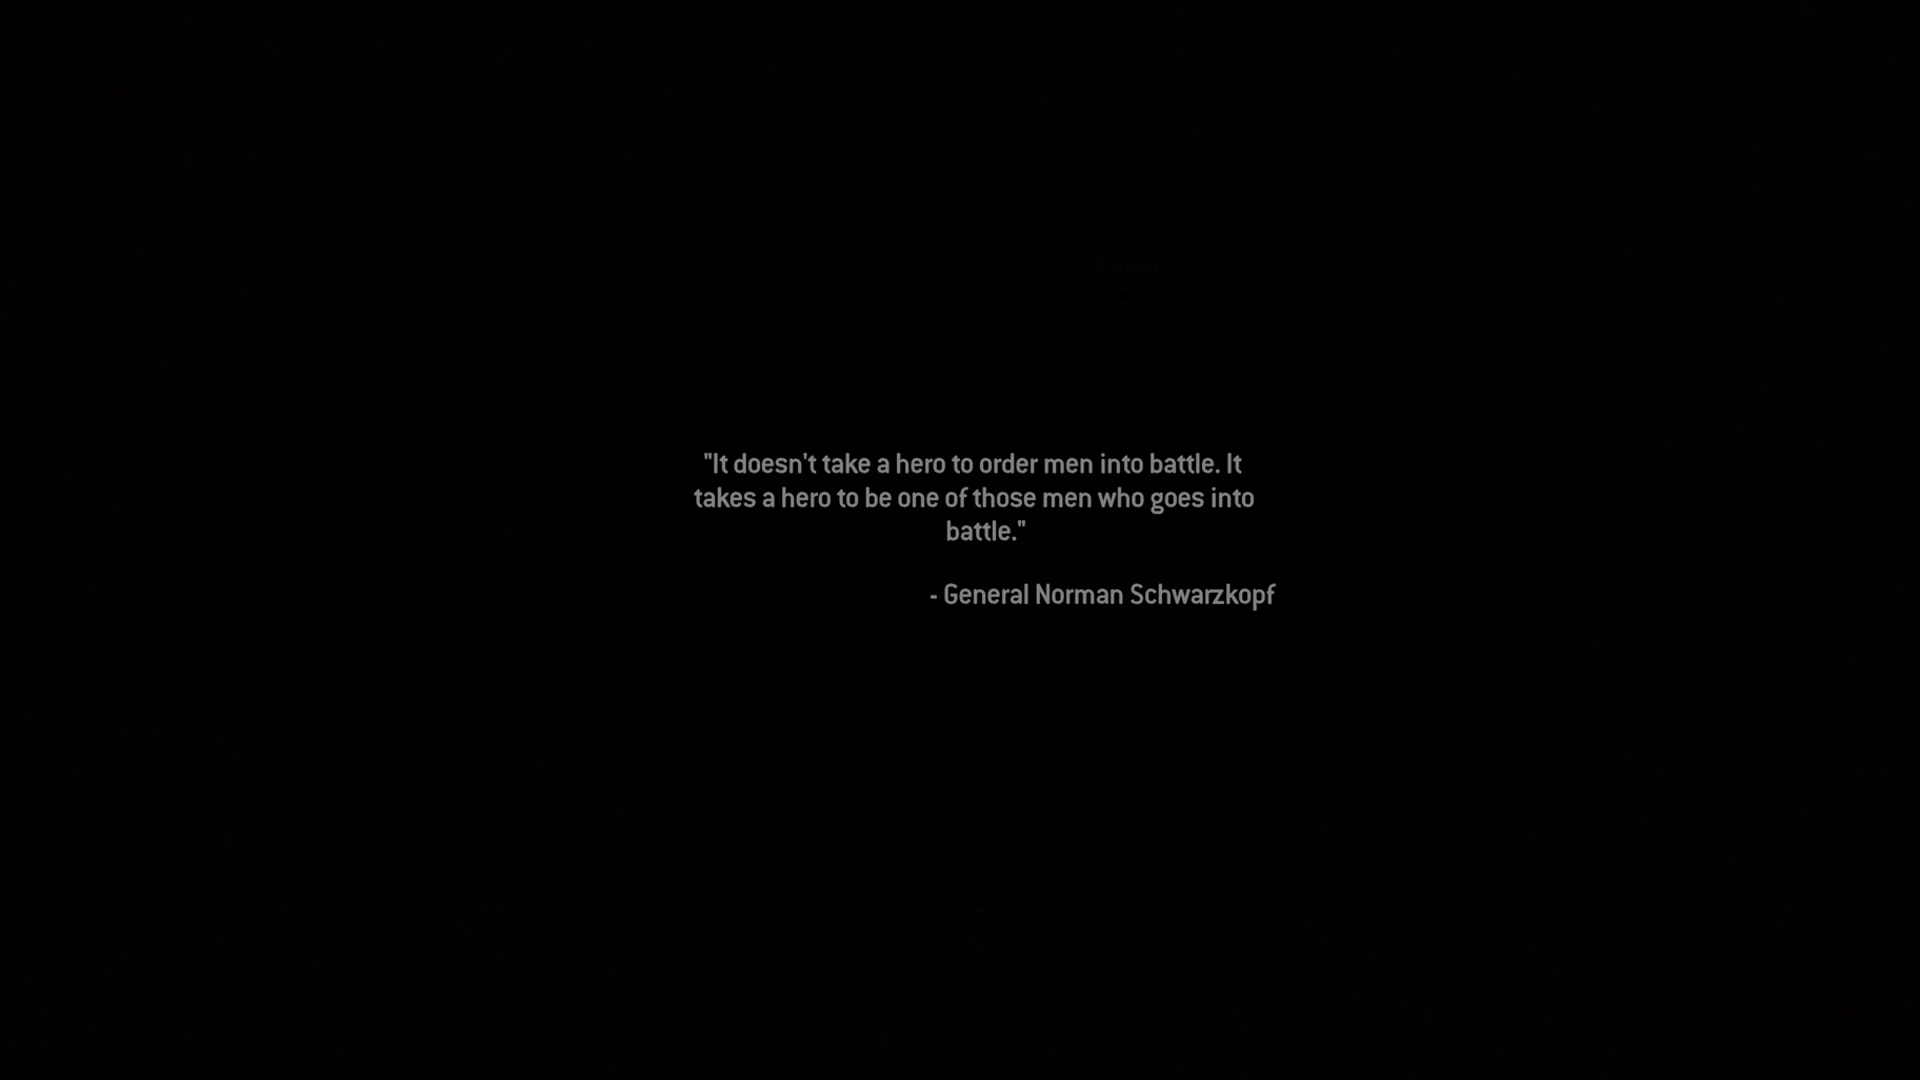 "It doesn't take a hero to order men into battle. It
takes a hero to be one of those men who goes into
battle."
- General Norman Schwarzkopf